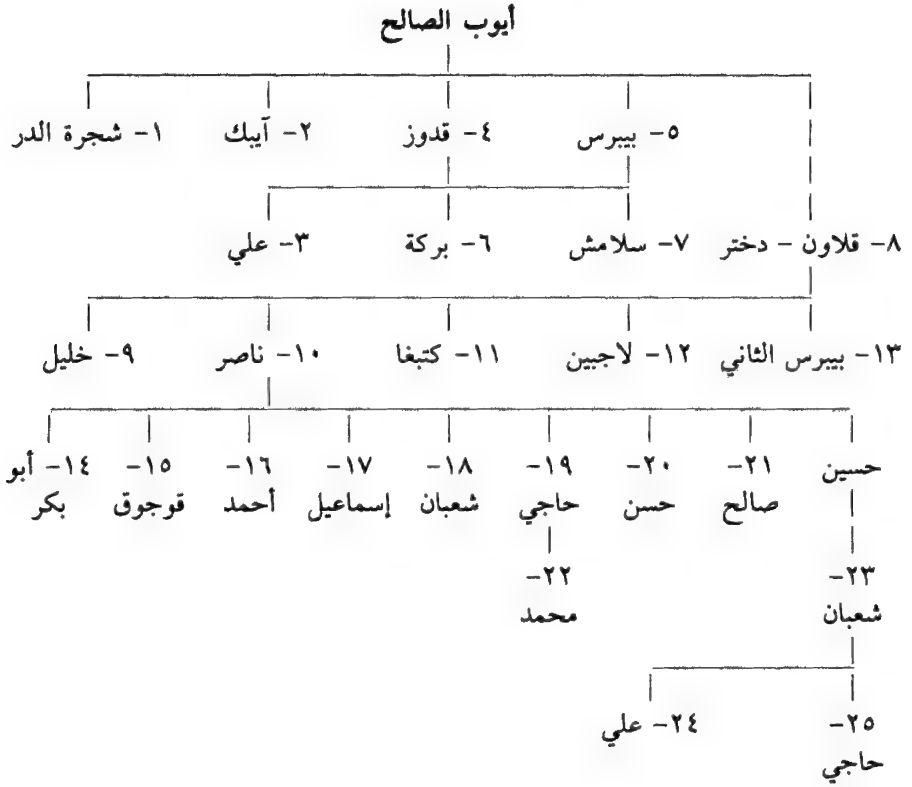 أيوب الصالح
٥- بيبرس ٤- قدوز ٢- آيبك ١- شجرة الدر
٨- قلاون - دختر ٧- سلامش ٦- بركة ٣- علي
١٣- بيبرس الثاني ١٢- لاجبين ١١- كتبغا ١٠- ناصر ٩- خليل
حسين ٢١- ٢٠- ١٩- ١٨- ١٧- ١٦- ١٥- ١٤- أبو
صالح حسن حاجي شعبان إسماعيل أحمد قوجوق بكر
٢٣- ٢٢-
شعبان محمد
٢٥- ٢٤- علي
حاجي